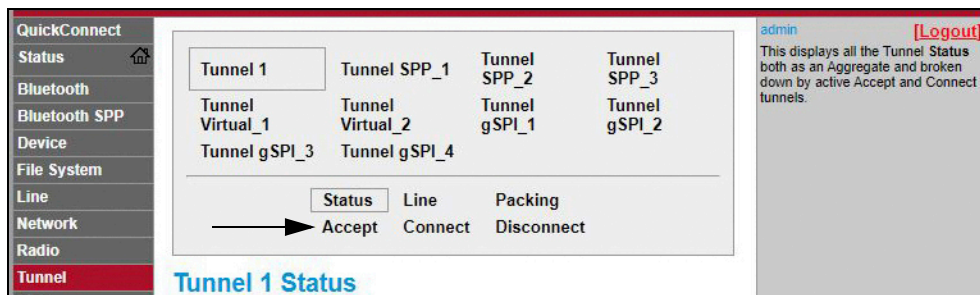 QuickConnect
Status
Bluetooth
Bluetooth SPP
Device
File System
Line
Network
Radio
Tunnel
Tunnel 1
Tunnel SPP_1
Tunnel
SPP_2
Tunnel
SPP_3
Tunnel
Virtual_1
Tunnel
Virtual_2
Tunnel
gSPI_1
Tunnel
gSPI_2
Tunnel gSPI_3
Tunnel gSPI_4
Status
Line
Packing
Accept
Connect
Disconnect
Tunnel 1 Status
admin
[Logout]
This displays all the Tunnel Status
both as an Aggregate and broken
down by active Accept and Connect
tunnels.